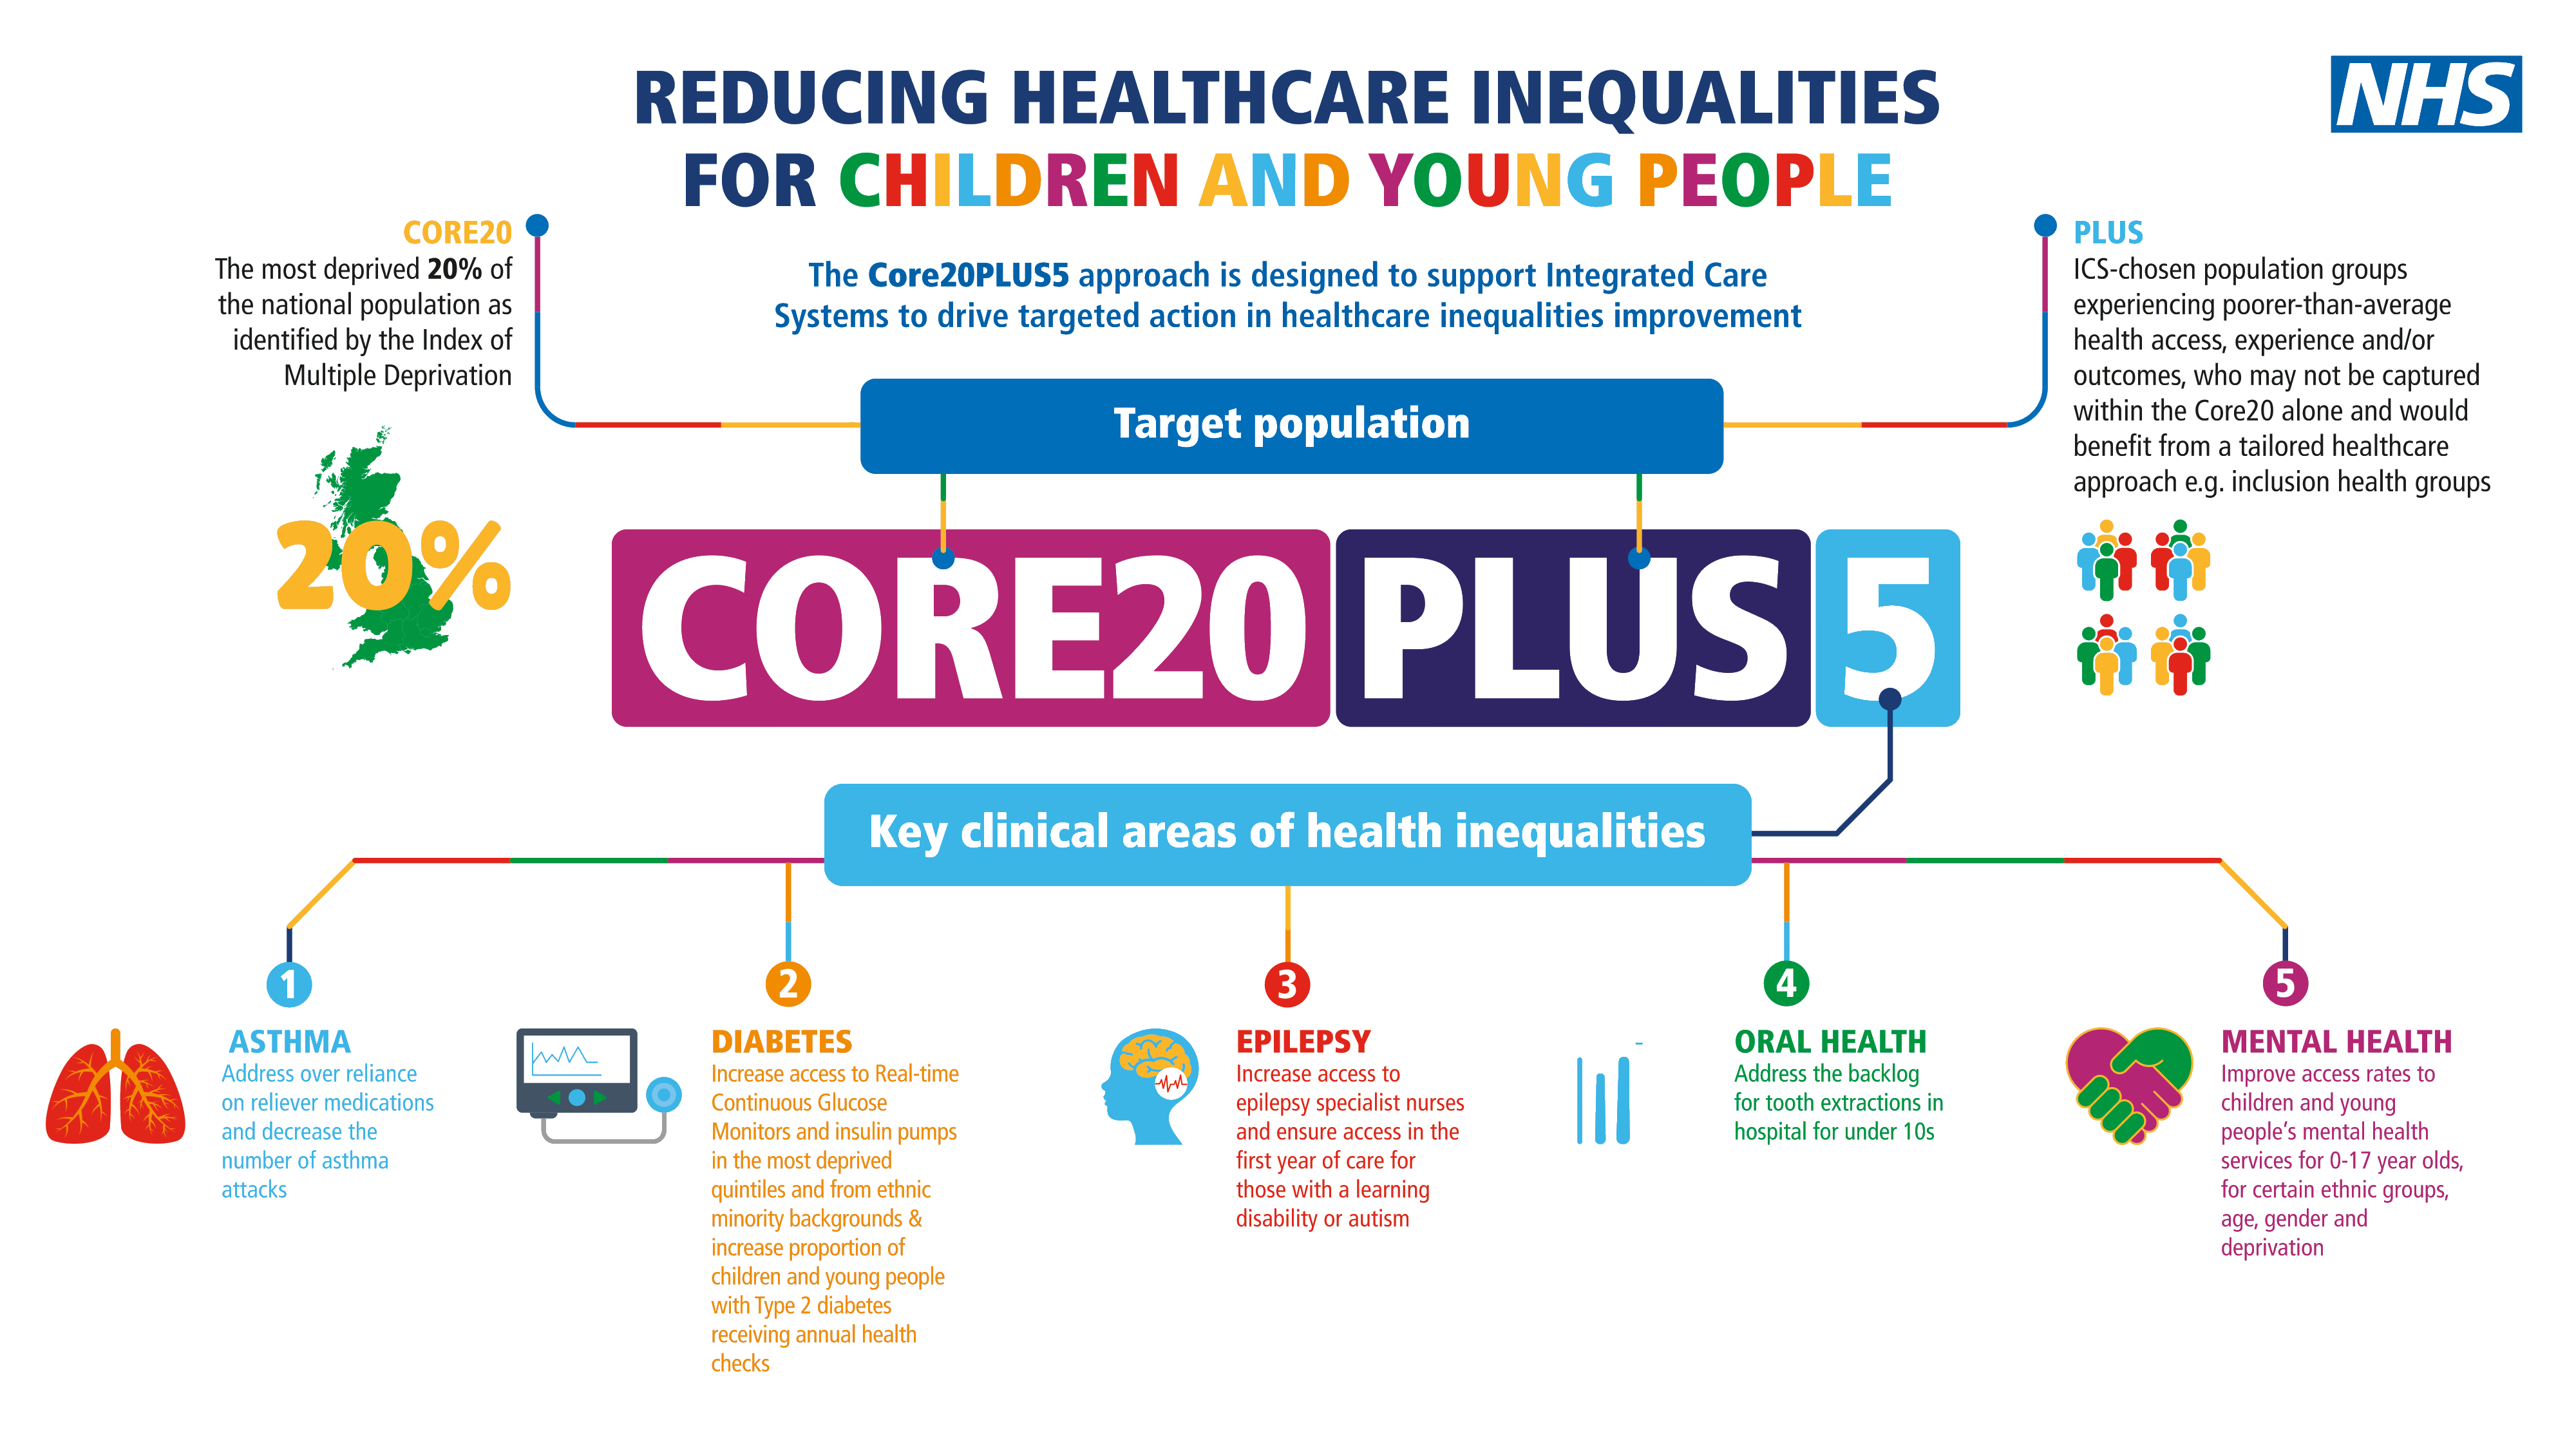 REDUCING HEALTHCARE INEQUALITIES
FOR CHILDREN AND YOUNG PEOPLE
NHS
The Core20PLUS5 approach is designed to support Integrated Care
Systems to drive targeted action in healthcare inequalities improvement
CORE20
The most deprived 20% of
the national population as
identified by the Index of
Multiple Deprivation
20%
Target population
PLUS
ICS-chosen population groups
experiencing poorer-than-average
health access, experience and/or
outcomes, who may not be captured
within the Core20 alone and would
benefit from a tailored healthcare
approach e.g. inclusion health groups
CORE20 PLUS 5
Key clinical areas of health inequalities
1
ASTHMA
Address over reliance
on reliever medications
and decrease the
number of asthma
attacks
2
DIABETES
Increase access to Real-time
Continuous Glucose
Monitors and insulin pumps
in the most deprived
quintiles and from ethnic
minority backgrounds &
increase proportion of
children and young people
with Type 2 diabetes
receiving annual health
checks
3
EPILEPSY
Increase access to
epilepsy specialist nurses
and ensure access in the
first year of care for
those with a learning
disability or autism
4
ORAL HEALTH
Address the backlog
for tooth extractions in
hospital for under 10s
5
MENTAL HEALTH
Improve access rates to
children and young
people's mental health
services for 0-17 year olds,
for certain ethnic groups,
age, gender and
deprivation